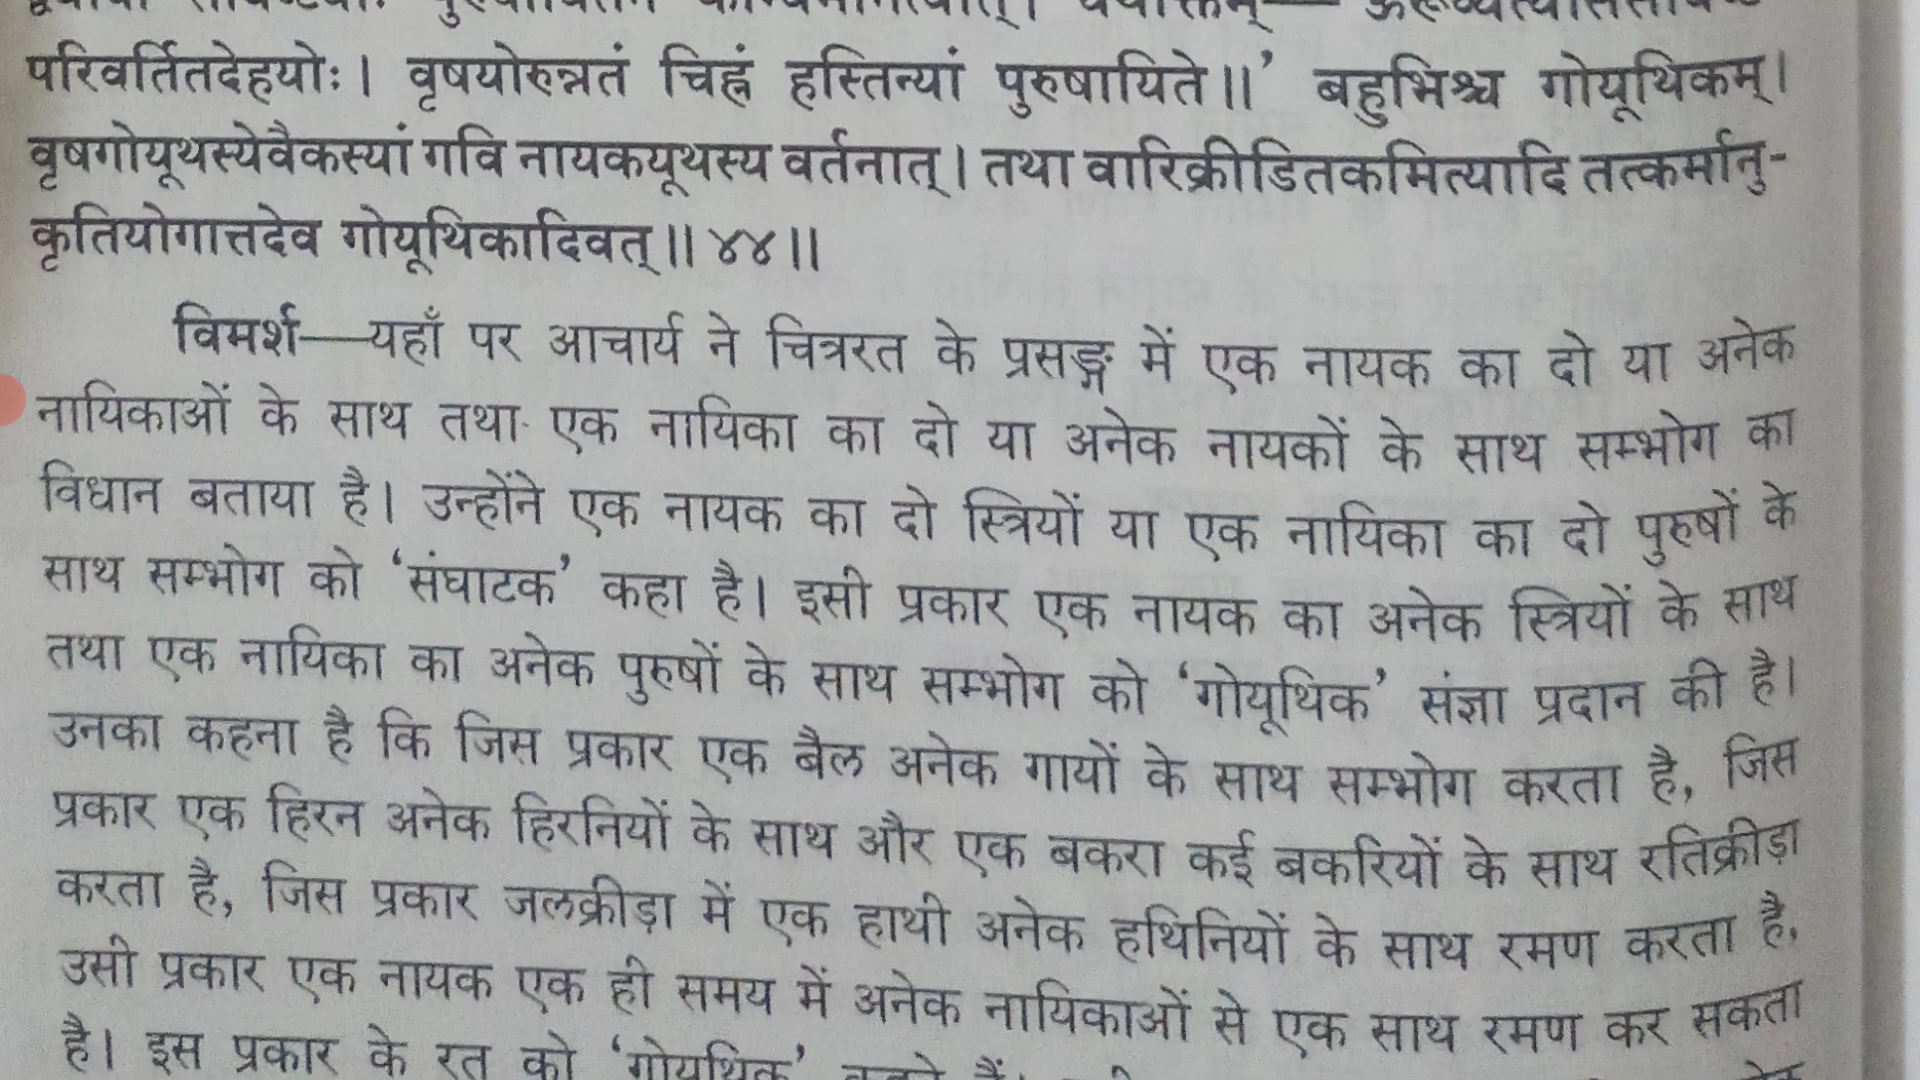 परिवर्तितदेहयोः। वृषयोरुन्नतं चिह्नं हस्तिन्यां पुरुषायिते॥’ बहुभिश्च गोयूथिकम्।
वृषगोयूथस्येवैकस्यां गवि नायकयूथस्य वर्तनात्। तथा वारिक्रीडितकमित्यादि तत्कर्मानु-
कृतियोगात्तदेव गोयूथिकादिवत्॥ ४४॥
विमर्श—यहाँ पर आचार्य ने चित्ररत के प्रसङ्ग में एक नायक का दो या अनेक
नायिकाओं के साथ तथा एक नायिका का दो या अनेक नायकों के साथ सम्भोग का
विधान बताया है। उन्होंने एक नायक का दो स्त्रियों या एक नायिका का दो पुरुषों के
साथ सम्भोग को ‘संघाटक’ कहा है। इसी प्रकार एक नायक का अनेक स्त्रियों के साथ
तथा एक नायिका का अनेक पुरुषों के साथ सम्भोग को ‘गोयूथिक’ संज्ञा प्रदान की है।
उनका कहना है कि जिस प्रकार एक बैल अनेक गायों के साथ सम्भोग करता है, जिस
प्रकार एक हिरन अनेक हिरनियों के साथ और एक बकरा कई बकरियों के साथ रतिक्रीड़ा
करता है, जिस प्रकार जलक्रीड़ा में एक हाथी अनेक हथिनियों के साथ रमण करता है,
उसी प्रकार एक नायक एक ही समय में अनेक नायिकाओं से एक साथ रमण कर सकता
है। इस प्रकार के रत को ‘गोयूथिक’